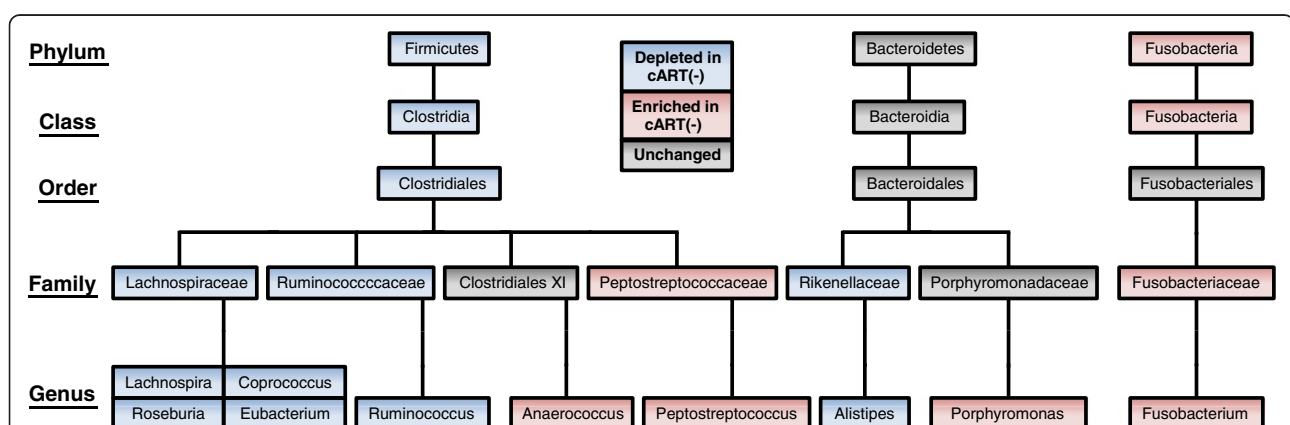 Phylum Firmicutes Bacteroidetes Fusobacteria
Depleted in
cART(-)
Enriched in
cART(-)
Unchanged
Class Clostridia Bacteroidia Fusobacteria
Order Clostridiales Bacteroidales Fusobacteriales
Family Lachnospiraceae Ruminococcccaceae Clostridiales XI Peptostreptococcaceae Rikenellaceae Porphyromonadaceae Fusobacteriaceae
Genus
Lachnospira Coprococcus
Roseburia Eubacterium Ruminococcus Anaerococcus Peptostreptococcus Alistipes Porphyromonas Fusobacterium